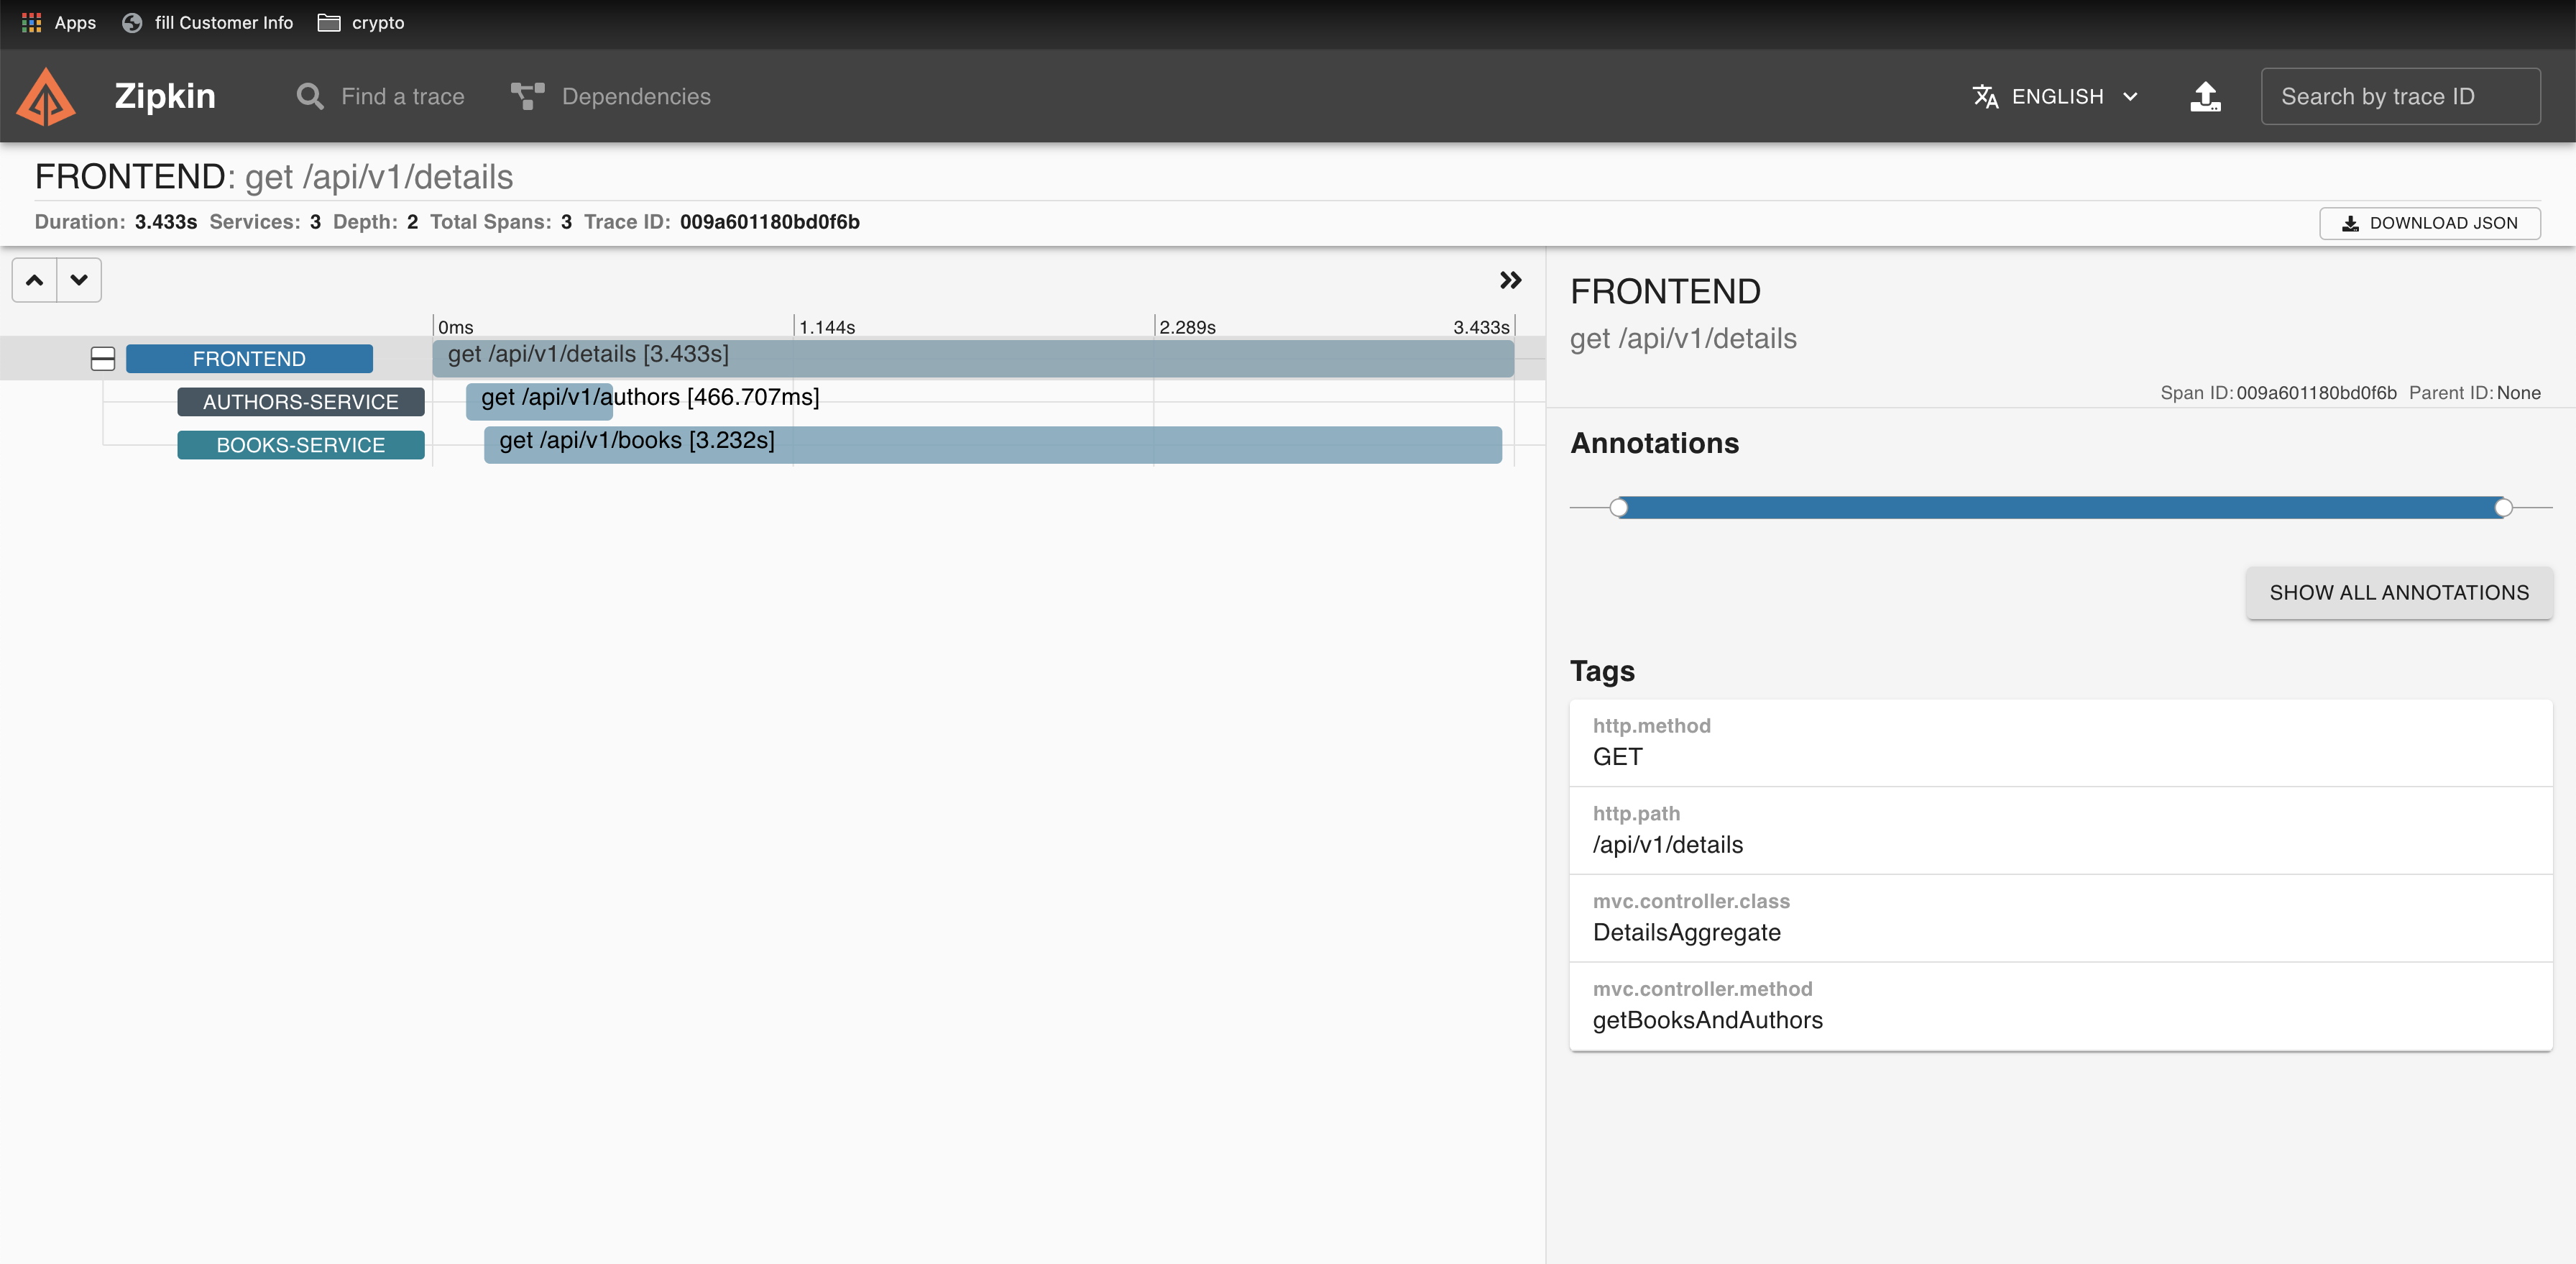 Apps fill Customer Info crypto
Zipkin Find a trace Dependencies ENGLISH Search by trace ID
FRONTEND: get /api/v1/details
Duration: 3.433s Services: 3 Depth: 2 Total Spans: 3 Trace ID: 009a601180bd0f6b DOWNLOAD JSON
0ms 1.144s 2.289s 3.433s
FRONTEND get /api/v1/details [3.433s]
AUTHORS-SERVICE get /api/v1/authors [466.707ms]
BOOKS-SERVICE get /api/v1/books [3.232s]
FRONTEND
get /api/v1/details
Span ID: 009a601180bd0f6b Parent ID: None
Annotations
SHOW ALL ANNOTATIONS
Tags
http.method
GET
http.path
/api/v1/details
mvc.controller.class
DetailsAggregate
mvc.controller.method
getBooksAndAuthors